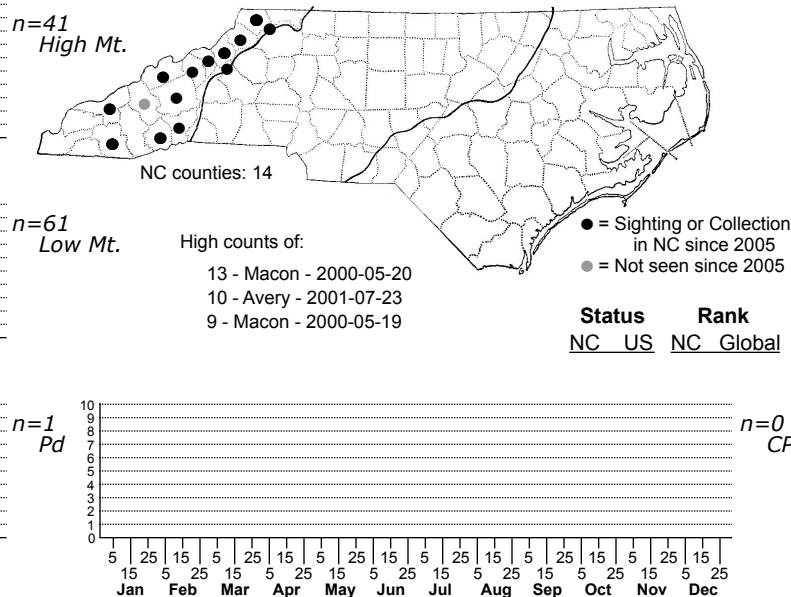 n=41
High Mt.
NC counties: 14
n=61
Low Mt.
High counts of:
13 - Macon - 2000-05-20
10 - Avery - 2001-07-23
9 - Macon - 2000-05-19
= Sighting or Collection
in NC since 2005
= Not seen since 2005
Status Rank
NC US NC Global
n=1
Pd
10
9
8
7
6
5
4
3
2
1
0
n=0
CP
5 25 15 5 25 15 5 25 15 5 25 15 5 25 15 5 25 15
15 5 25 15 5 25 15 5 25 15 5 25 15 5 25 15 5 25
Jan Feb Mar Apr May Jun Jul Aug Sep Oct Nov Dec